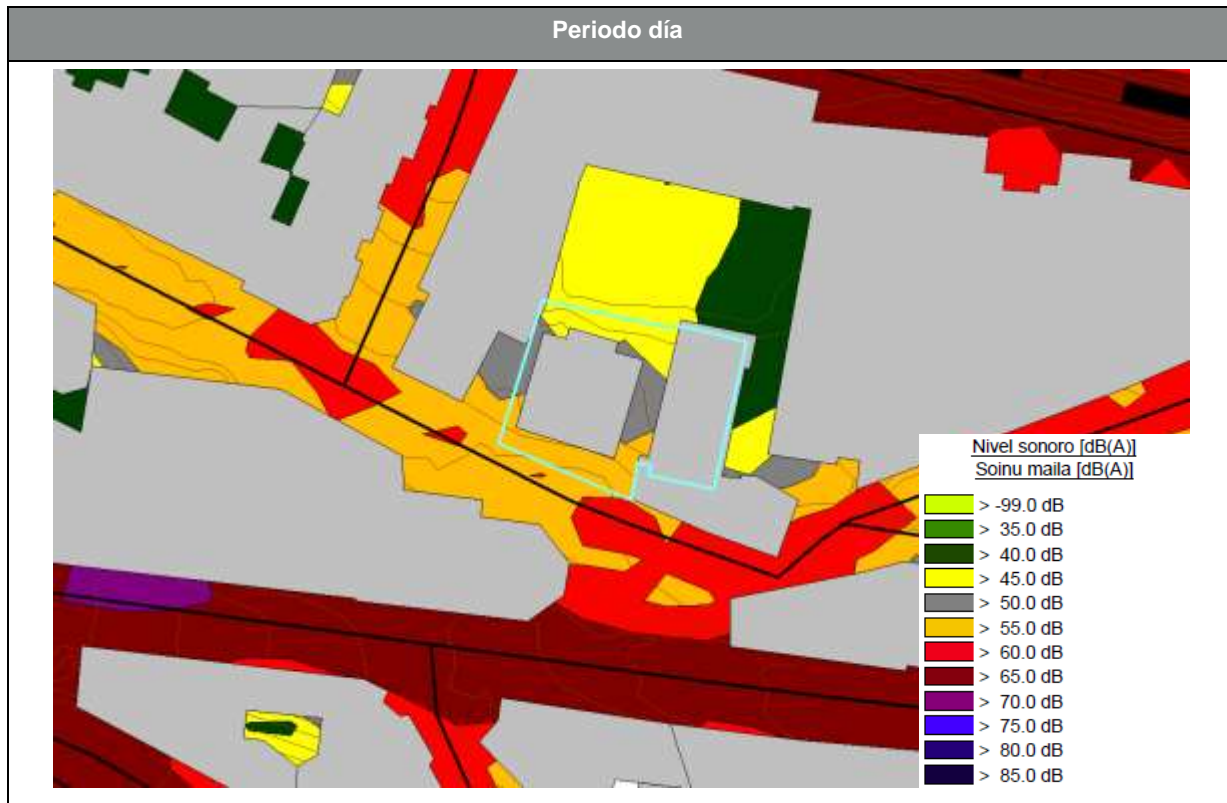 Periodo día
Nivel sonoro [dB(A)]
Soinu maila [dB(A)]
> -99.0 dB
> 35.0 dB
> 40.0 dB
> 45.0 dB
> 50.0 dB
> 55.0 dB
> 60.0 dB
> 65.0 dB
> 70.0 dB
> 75.0 dB
> 80.0 dB
> 85.0 dB